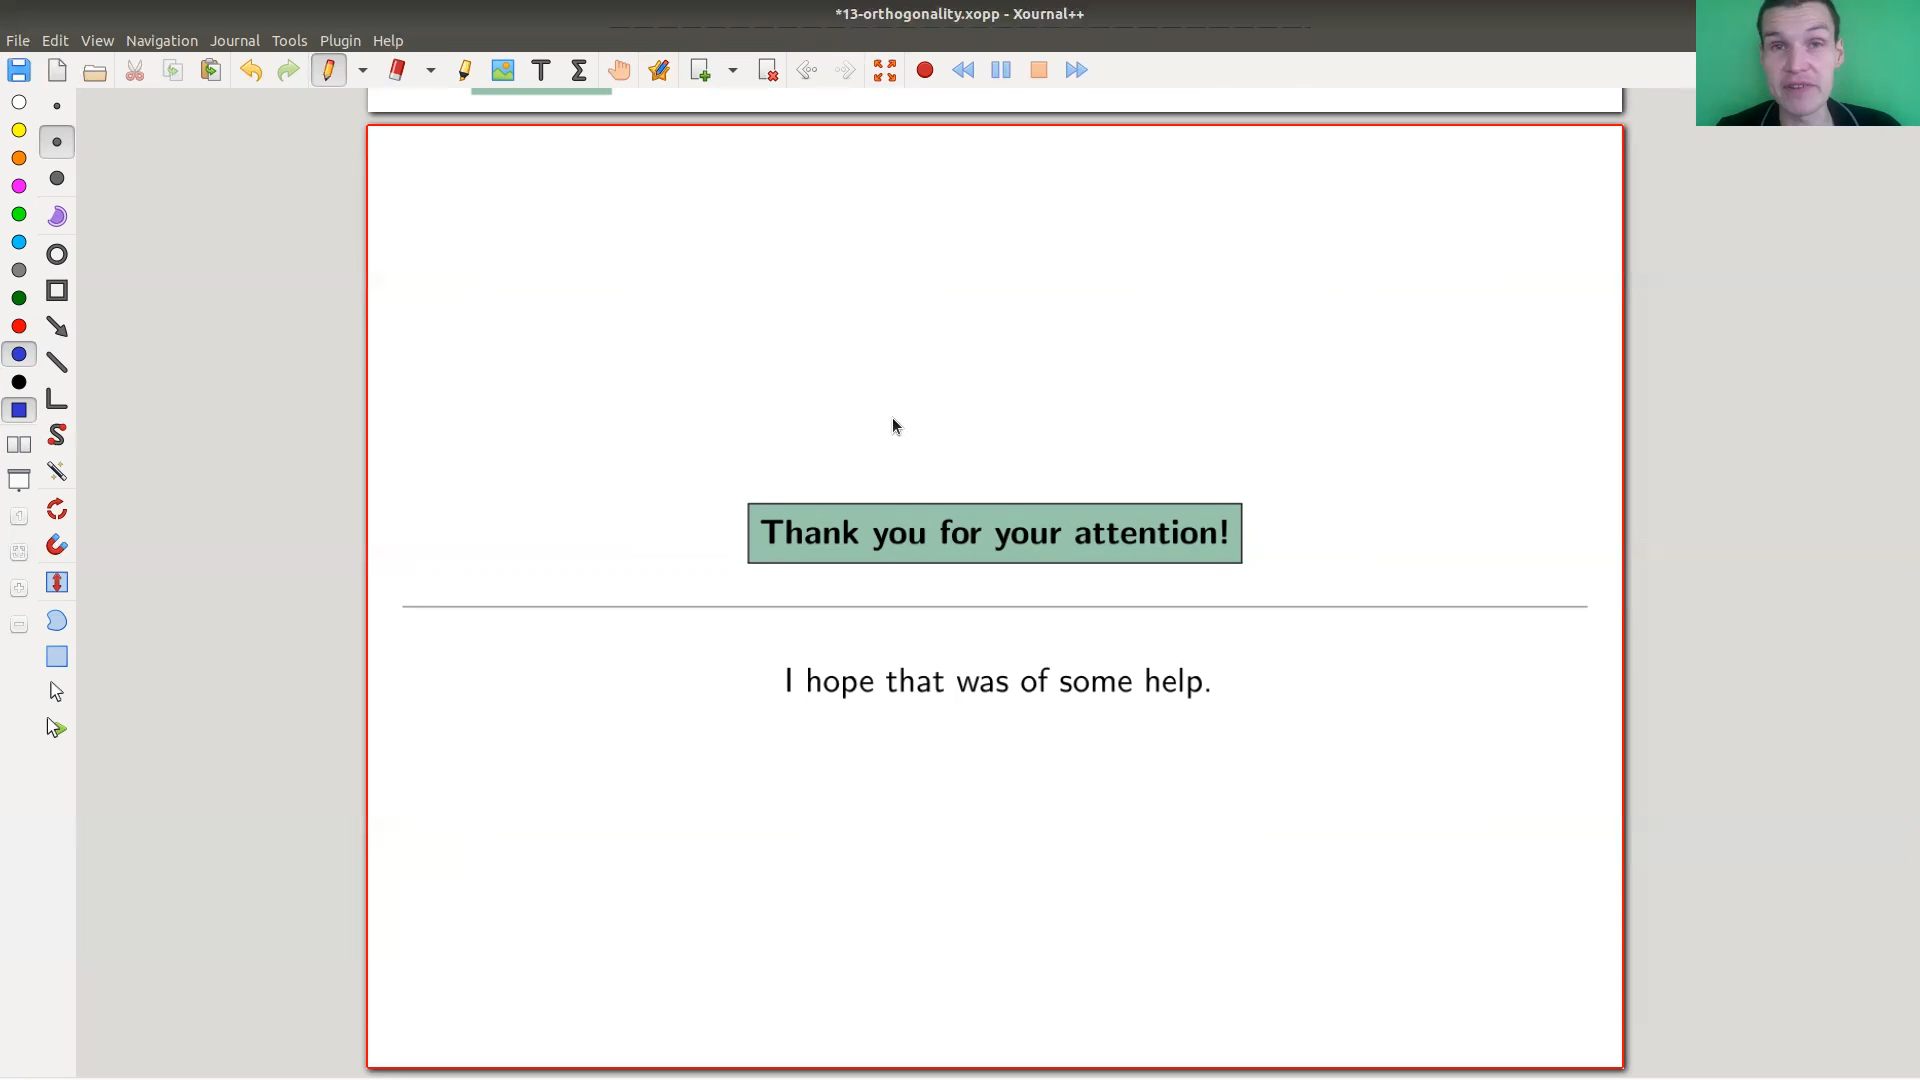 *13-orthogonality.xopp - Xournal++
File Edit View Navigation Journal Tools Plugin Help
Thank you for your attention!
I hope that was of some help.